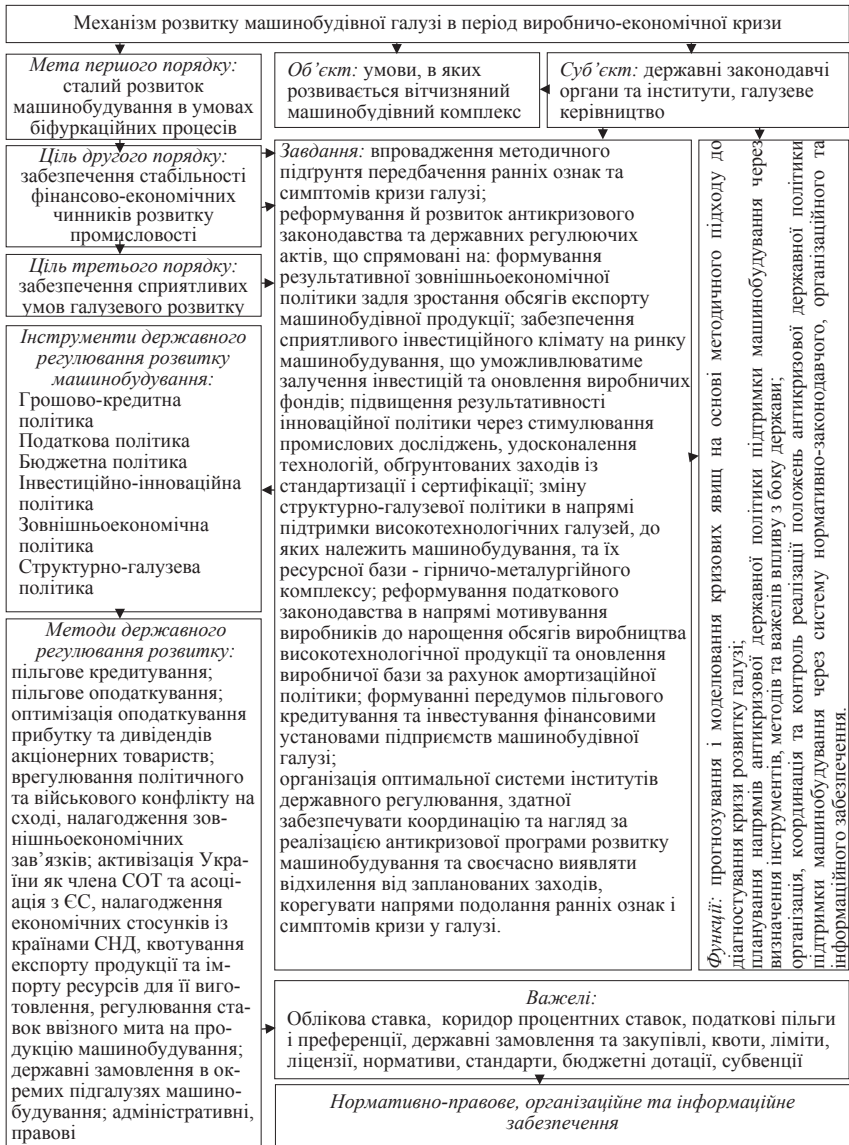 Механізм розвитку машинобудівної галузі в період виробничо-економічної кризи
Мета першого порядку:
сталий розвиток
машинобудування в умовах
біфуркаційних процесів
Об’єкт: умови, в яких
розвивається вітчизняний
машинобудівний комплекс
Суб’єкт: державні законодавчі
органи та інститути, галузеве
керівництво
Ціль другого порядку:
забезпечення стабільності
фінансово-економічних
чинників розвитку
промисловості
Ціль третього порядку:
забезпечення сприятливих
умов галузевого розвитку
Інструменти державного
регулювання розвитку
машинобудування:
Грошово-кредитна
політика
Податкова політика
Бюджетна політика
Інвестиційно-інноваційна
політика
Зовнішньоекономічна
політика
Структурно-галузева
політика
Методи державного
регулювання розвитку:
пільгове кредитування;
пільгове оподаткування;
оптимізація оподаткування
прибутку та дивідендів
акціонерних товариств;
врегулювання політичного
та військового конфлікту на
сході, налагодження зов-
нішньоекономічних
зав’язків; активізація Укра-
їни як члена СОТ та асоці-
ація з ЄС, налагодження
економічних стосунків із
країнами СНД, квотування
експорту продукції та ім-
порту ресурсів для її виго-
товлення, регулювання ста-
вок ввізного мита на про-
дукцію машинобудування;
державні замовлення в ок-
ремих підгалузях машино-
будування; адміністративні,
правові
Завдання: впровадження методичного
підґрунтя передбачення ранніх ознак та
симптомів кризи галузі;
реформування й розвиток антикризового
законодавства та державних регулюючих
актів, що спрямовані на: формування
результативної зовнішньоекономічної
політики задля зростання обсягів експорту
машинобудівної продукції; забезпечення
сприятливого інвестиційного клімату на ринку
машинобудування, що уможливлюватиме
залучення інвестицій та оновлення виробничих
фондів; підвищення результативності
інноваційної політики через стимулювання
промислових досліджень, удосконалення
технологій, обґрунтованих заходів із
стандартизації і сертифікації; зміну
структурно-галузевої політики в напрямі
підтримки високотехнологічних галузей, до
яких належить машинобудування, та їх
ресурсної бази - гірничо-металургійного
комплексу; реформування податкового
законодавства в напрямі мотивування
виробників до нарощення обсягів виробництва
високотехнологічної продукції та оновлення
виробничої бази за рахунок амортизаційної
політики; формуванні передумов пільгового
кредитування та інвестування фінансовими
установами підприємств машинобудівної
галузі;
організація оптимальної системи інститутів
державного регулювання, здатної
забезпечувати координацію та нагляд за
реалізацією антикризової програми розвитку
машинобудування та своєчасно виявляти
відхилення від запланованих заходів,
корегувати напрями подолання ранніх ознак і
симптомів кризи у галузі.
Функції: прогнозування і моделювання кризових явищ на основі методичного підходу до
діагностування кризи розвитку галузі;
планування напрямів антикризової державної політики підтримки машинобудування через
визначення інструментів, методів та важелів впливу з боку держави;
організація, координація та контроль реалізації положень антикризової державної політики
підтримки машинобудування через систему нормативно-законодавчого, організаційного та
інформаційного забезпечення.
Важелі:
Облікова ставка, коридор процентних ставок, податкові пільги
і преференції, державні замовлення та закупівлі, квоти, ліміти,
ліцензії, нормативи, стандарти, бюджетні дотації, субвенції
Нормативно-правове, організаційне та інформаційне
забезпечення